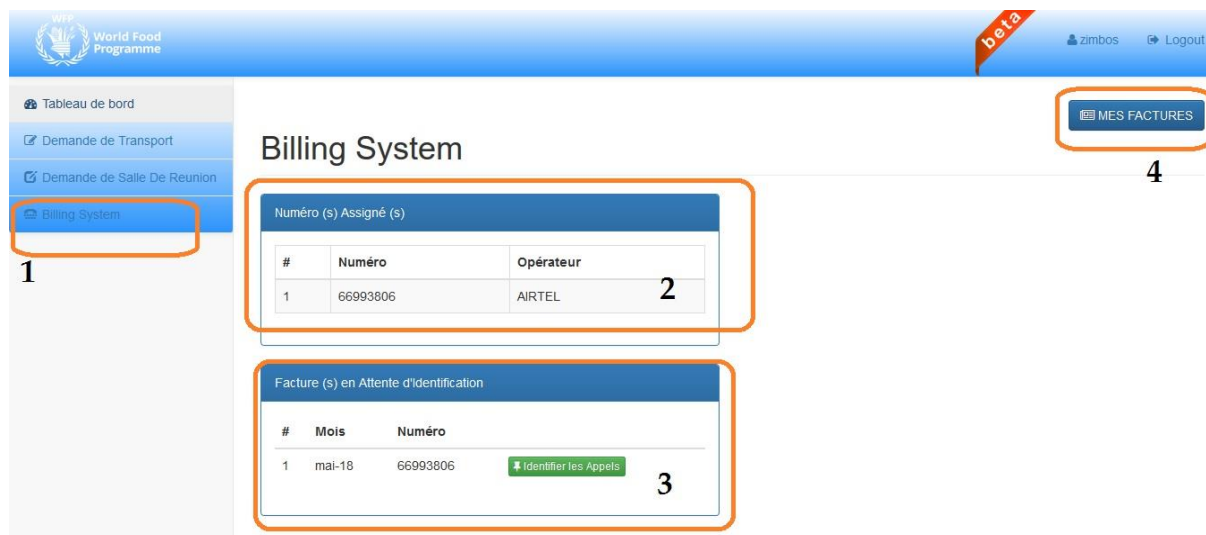 WFP
World Food
Programme
beta
zimbos
Logout
Tableau de bord
MES FACTURES
Demande de Transport
Billing System
4
Demande de Salle De Reunion
Billing System
1
Numéro (s) Assigné (s)
# Numéro Opérateur
1 66993806 AIRTEL
2
Facture (s) en Attente d'Identification
# Mois Numéro
1 mai-18 66993806 Identifier les Appels
3